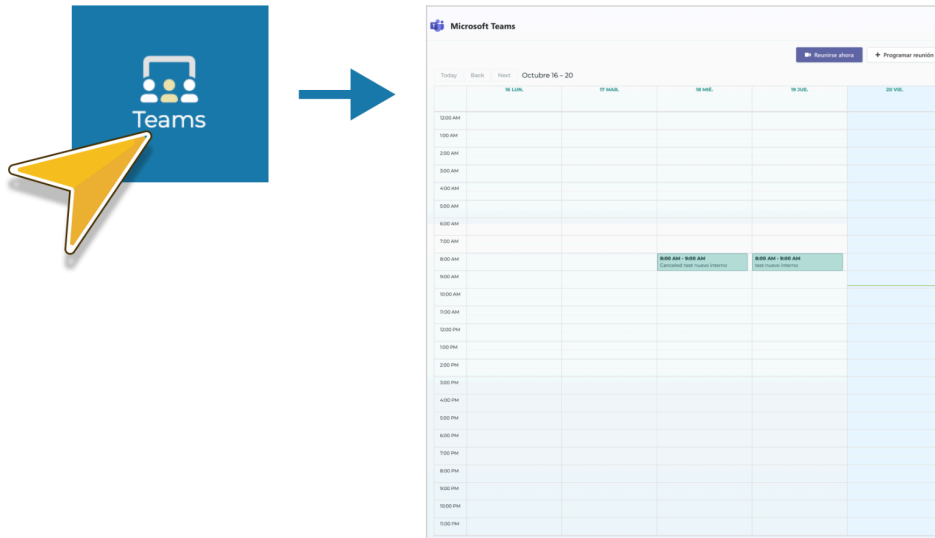 Teams
Microsoft Teams
Reunirse ahora
+ Programar reunión
Today Back Next Octubre 16 – 20
16 LUN. 17 MAR. 18 MIÉ. 19 JUE. 20 VIE.
12:00 AM
1:00 AM
2:00 AM
3:00 AM
4:00 AM
5:00 AM
6:00 AM
7:00 AM
8:00 AM
8:00 AM - 9:00 AM
Canceled: test nuevo interno
8:00 AM - 9:00 AM
test nuevo interno
9:00 AM
10:00 AM
11:00 AM
12:00 PM
1:00 PM
2:00 PM
3:00 PM
4:00 PM
5:00 PM
6:00 PM
7:00 PM
8:00 PM
9:00 PM
10:00 PM
11:00 PM